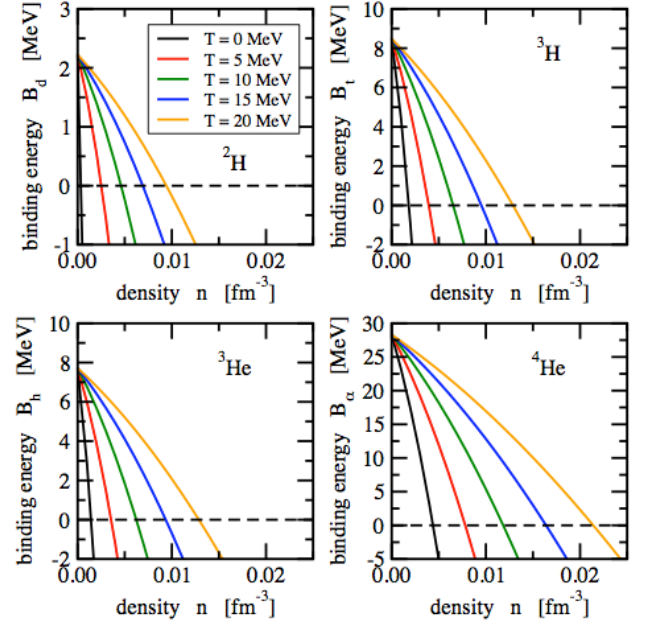 binding energy B_d [MeV]
3
2
1
0
-1
T = 0 MeV
T = 5 MeV
T = 10 MeV
T = 15 MeV
T = 20 MeV
²H
0.00 0.01 0.02
density n [fm⁻³]
binding energy B_t [MeV]
10
8
6
4
2
0
-2
³H
0.00 0.01 0.02
density n [fm⁻³]
binding energy B_h [MeV]
10
8
6
4
2
0
-2
³He
0.00 0.01 0.02
density n [fm⁻³]
binding energy B_α [MeV]
30
25
20
15
10
5
0
-5
⁴He
0.00 0.01 0.02
density n [fm⁻³]